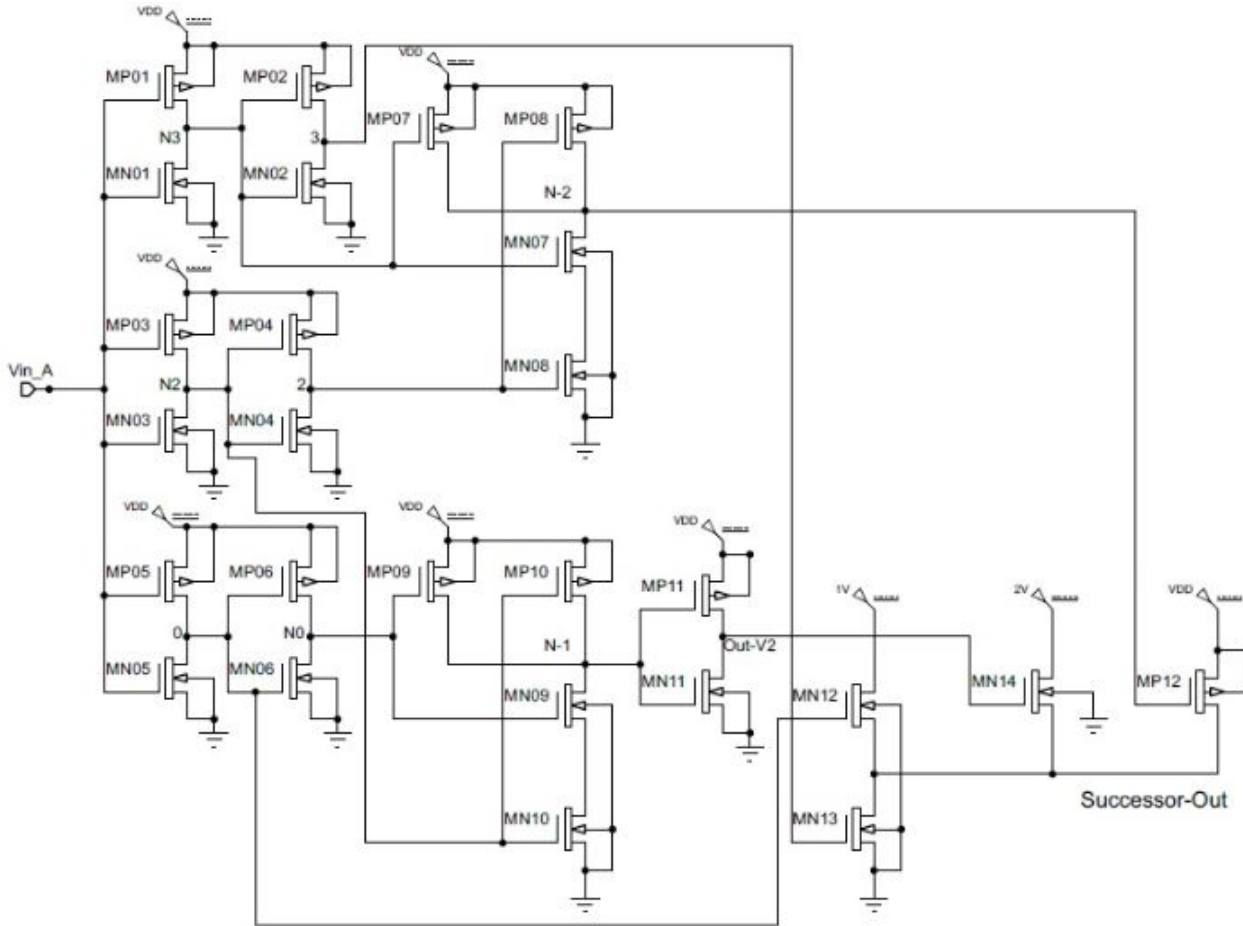 VDD
VDD
MP01
MP02
MP07
MP08
N3
3
MN01
MN02
N-2
MN07
VDD
MP03
MP04
Vin_A
N2
2
MN08
MN03
MN04
VDD
VDD
VDD
MP05
MP06
MP09
MP10
MP11
1V
2V
VDD
0
N0
N-1
Out-V2
MN05
MN06
MN09
MN11
MN12
MN14
MP12
MN10
MN13
Successor-Out